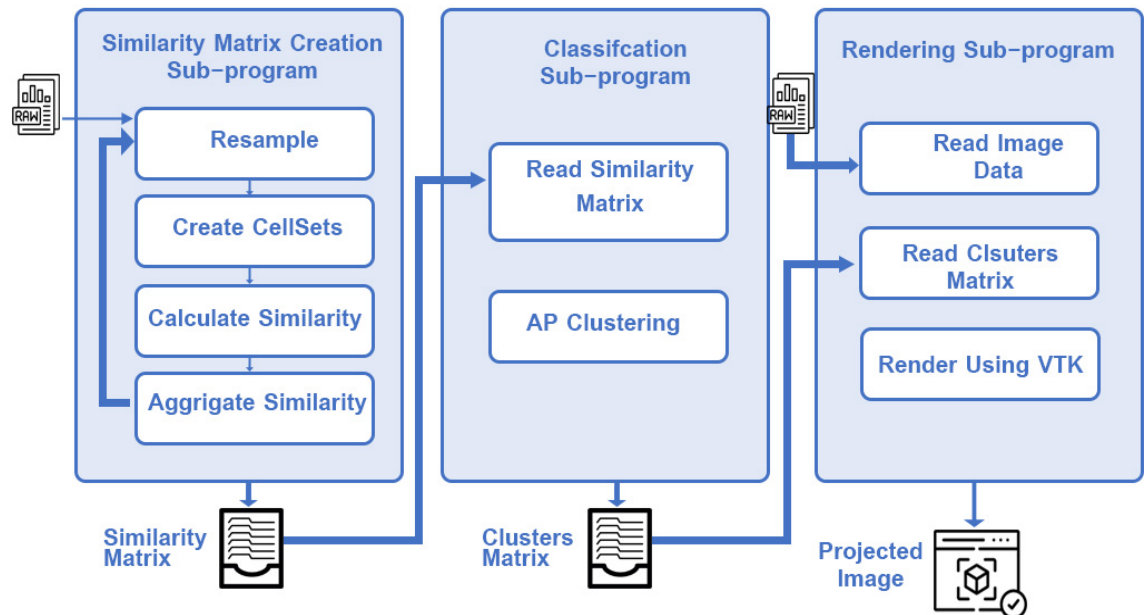 Similarity Matrix Creation
Sub-program
RAW
Resample
Create CellSets
Calculate Similarity
Aggrigate Similarity
Similarity
Matrix
Classifcation
Sub-program
Read Similarity
Matrix
AP Clustering
Clusters
Matrix
Rendering Sub-program
RAW
Read Image
Data
Read Clsuters
Matrix
Render Using VTK
Projected
Image